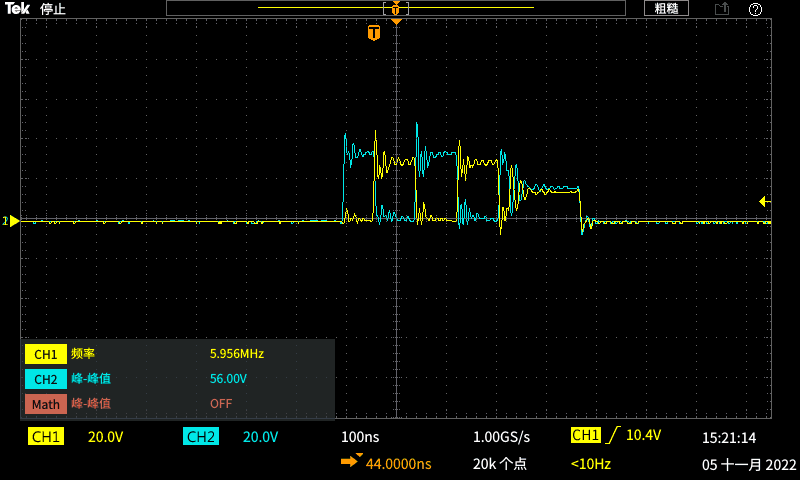 Tek 停止 T 粗糙 ?
T
2
CH1 频率 5.956MHz
CH2 峰-峰值 56.00V
Math 峰-峰值 OFF
CH1 20.0V CH2 20.0V 100ns 1.00GS/s CH1 10.4V 15:21:14
44.0000ns 20k 个点 <10Hz 05 十一月 2022